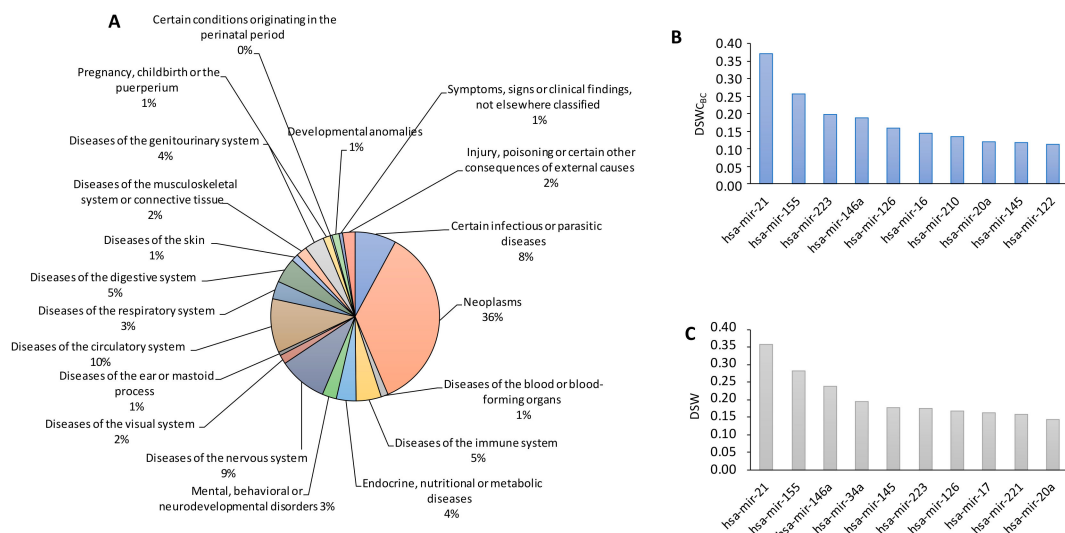 A
Certain conditions originating in the
perinatal period
0%
Pregnancy, childbirth or the
puerperium
1%
Developmental anomalies
1%
Symptoms, signs or clinical findings,
not elsewhere classified
1%
Diseases of the genitourinary system
4%
Injury, poisoning or certain other
consequences of external causes
2%
Diseases of the musculoskeletal
system or connective tissue
2%
Certain infectious or parasitic
diseases
8%
Diseases of the skin
1%
Diseases of the digestive system
5%
Neoplasms
36%
Diseases of the respiratory system
3%
Diseases of the circulatory system
10%
Diseases of the ear or mastoid
process
1%
Diseases of the blood or blood-
forming organs
1%
Diseases of the visual system
2%
Diseases of the immune system
5%
Diseases of the nervous system
9%
Endocrine, nutritional or metabolic
diseases
4%
Mental, behavioral or
neurodevelopmental disorders 3%
B
DSWC_BC
0.40
0.35
0.30
0.25
0.20
0.15
0.10
0.05
0.00
hsa-mir-21
hsa-mir-155
hsa-mir-223
hsa-mir-146a
hsa-mir-126
hsa-mir-16
hsa-mir-210
hsa-mir-20a
hsa-mir-145
hsa-mir-122
C
DSW
0.40
0.35
0.30
0.25
0.20
0.15
0.10
0.05
0.00
hsa-mir-21
hsa-mir-155
hsa-mir-146a
hsa-mir-34a
hsa-mir-145
hsa-mir-223
hsa-mir-126
hsa-mir-17
hsa-mir-221
hsa-mir-20a